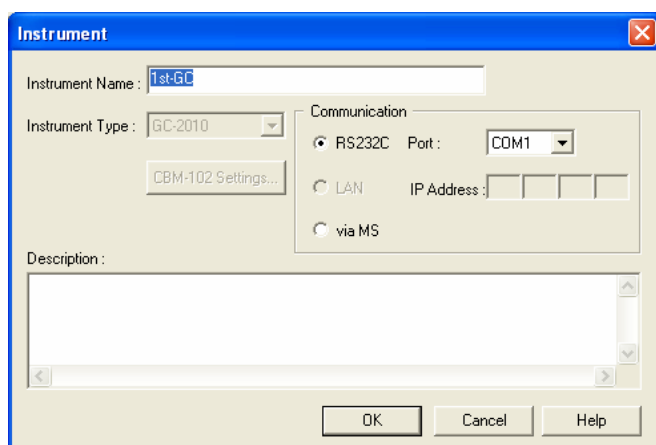 Instrument
Instrument Name : 1st-GC
Instrument Type : GC-2010
CBM-102 Settings...
Communication
RS232C Port : COM1
LAN IP Address :
via MS
Description :
OK Cancel Help